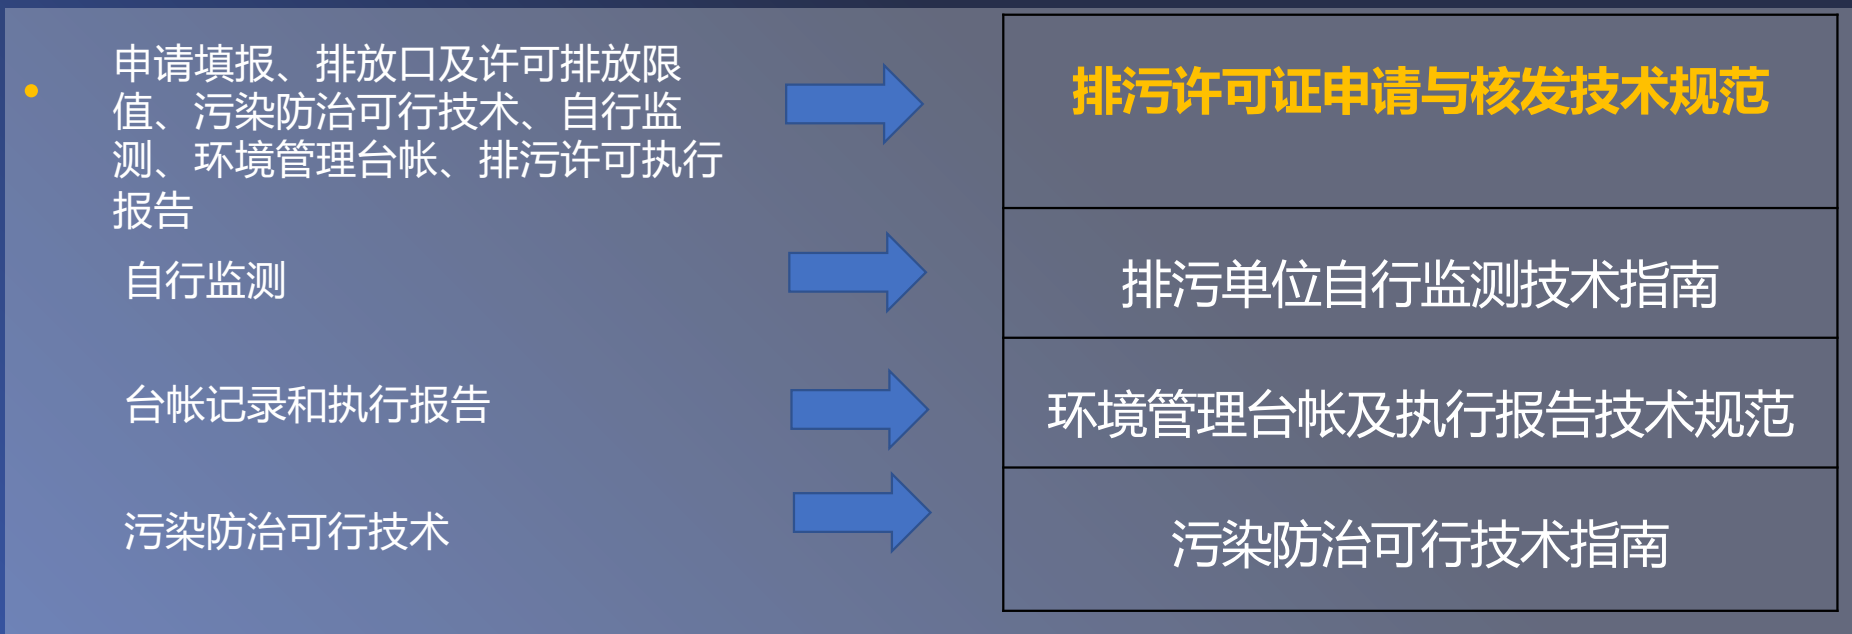 申请填报、排放口及许可排放限
值、污染防治可行技术、自行监
测、环境管理台帐、排污许可执行
报告
排污许可证申请与核发技术规范
自行监测
排污单位自行监测技术指南
台帐记录和执行报告
环境管理台帐及执行报告技术规范
污染防治可行技术
污染防治可行技术指南